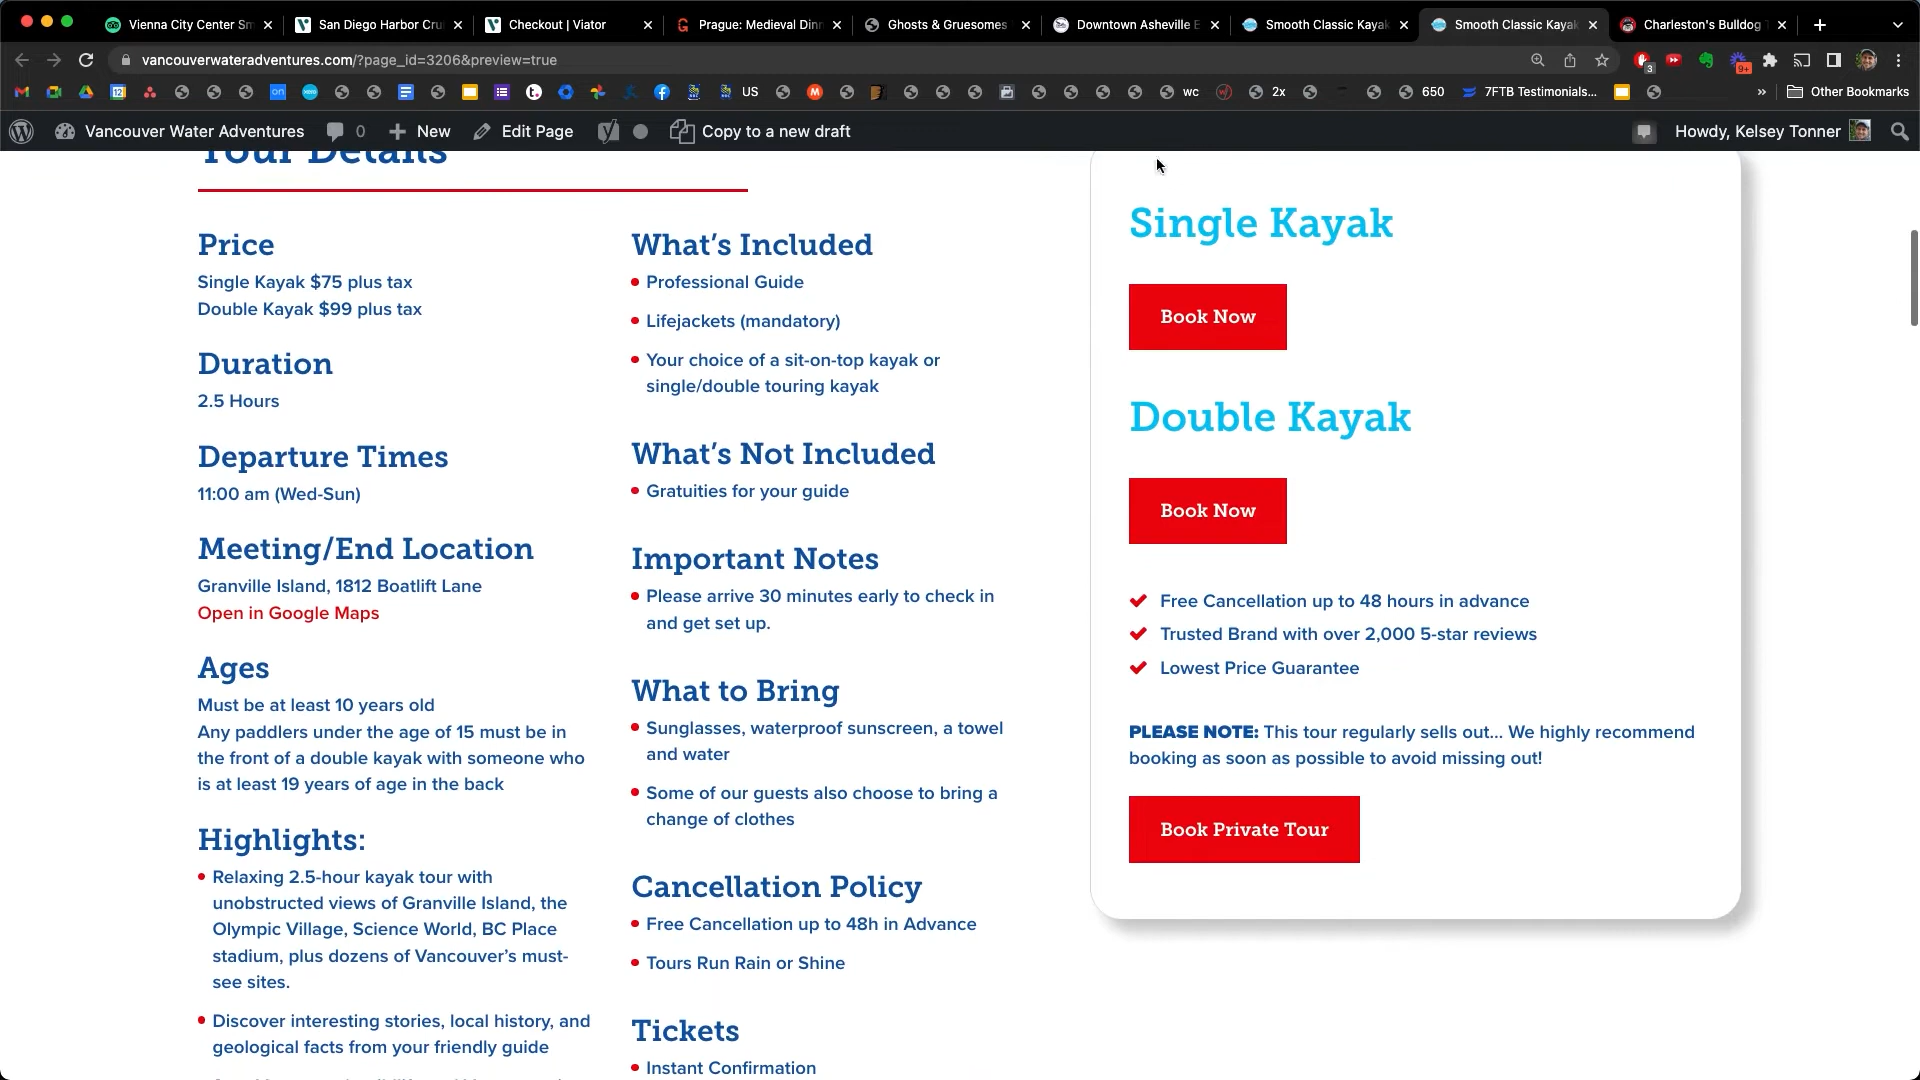 Vienna City Center Sm
San Diego Harbor Cru
Checkout | Viator
Prague: Medieval Dinn
Ghosts & Gruesomes
Downtown Asheville E
Smooth Classic Kayak
Smooth Classic Kayak
Charleston's Bulldog T
vancouverwateradventures.com/?page_id=3206&preview=true
3
9+
12
on
xero
US
wc
2x
650
7FTB Testimonials...
»
Other Bookmarks
Vancouver Water Adventures
0
New
Edit Page
Copy to a new draft
Howdy, Kelsey Tonner
Tour Details
Price
Single Kayak $75 plus tax
Double Kayak $99 plus tax
Duration
2.5 Hours
Departure Times
11:00 am (Wed-Sun)
Meeting/End Location
Granville Island, 1812 Boatlift Lane
Open in Google Maps
Ages
Must be at least 10 years old
Any paddlers under the age of 15 must be in
the front of a double kayak with someone who
is at least 19 years of age in the back
Highlights:
Relaxing 2.5-hour kayak tour with
unobstructed views of Granville Island, the
Olympic Village, Science World, BC Place
stadium, plus dozens of Vancouver's must-
see sites.
Discover interesting stories, local history, and
geological facts from your friendly guide
What's Included
Professional Guide
Lifejackets (mandatory)
Your choice of a sit-on-top kayak or
single/double touring kayak
What's Not Included
Gratuities for your guide
Important Notes
Please arrive 30 minutes early to check in
and get set up.
What to Bring
Sunglasses, waterproof sunscreen, a towel
and water
Some of our guests also choose to bring a
change of clothes
Cancellation Policy
Free Cancellation up to 48h in Advance
Tours Run Rain or Shine
Tickets
Instant Confirmation
Single Kayak
Book Now
Double Kayak
Book Now
Free Cancellation up to 48 hours in advance
Trusted Brand with over 2,000 5-star reviews
Lowest Price Guarantee
PLEASE NOTE: This tour regularly sells out... We highly recommend
booking as soon as possible to avoid missing out!
Book Private Tour